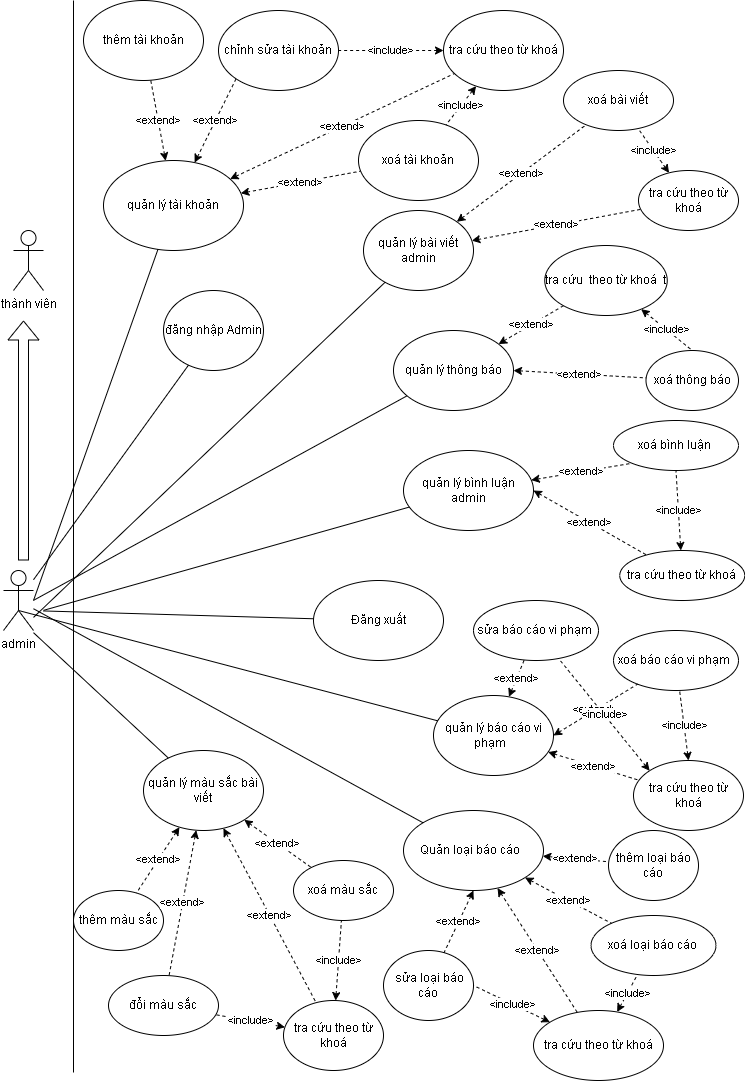 thêm tài khoản
chỉnh sửa tài khoản
<include>
tra cứu theo từ khoá
<extend>
<extend>
<extend>
<include>
xoá tài khoản
<extend>
quản lý tài khoản
xoá bài viết
<include>
<extend>
tra cứu theo từ
khoá
<extend>
quản lý bài viết
admin
thành viên
đăng nhập Admin
tra cứu  theo từ khoá  t
<extend>
<include>
quản lý thông báo
<extend>
xoá thông báo
xoá bình luận
<extend>
quản lý bình luận
admin
<include>
<extend>
tra cứu theo từ khoá
admin
Đăng xuất
sửa báo cáo vi phạm
xoá báo cáo vi phạm
<extend>
<include>
<include>
quản lý báo cáo vi
phạm
<extend>
tra cứu theo từ
khoá
quản lý màu sắc bài
viết
<extend>
<extend>
<extend>
<extend>
xoá màu sắc
thêm màu sắc
<include>
đổi màu sắc
<include>
tra cứu theo từ
khoá
Quản loại báo cáo
<extend>
thêm loại báo
cáo
<extend>
<extend>
<extend>
xoá loại báo cáo
sửa loại báo
cáo
<include>
<include>
tra cứu theo từ khoá